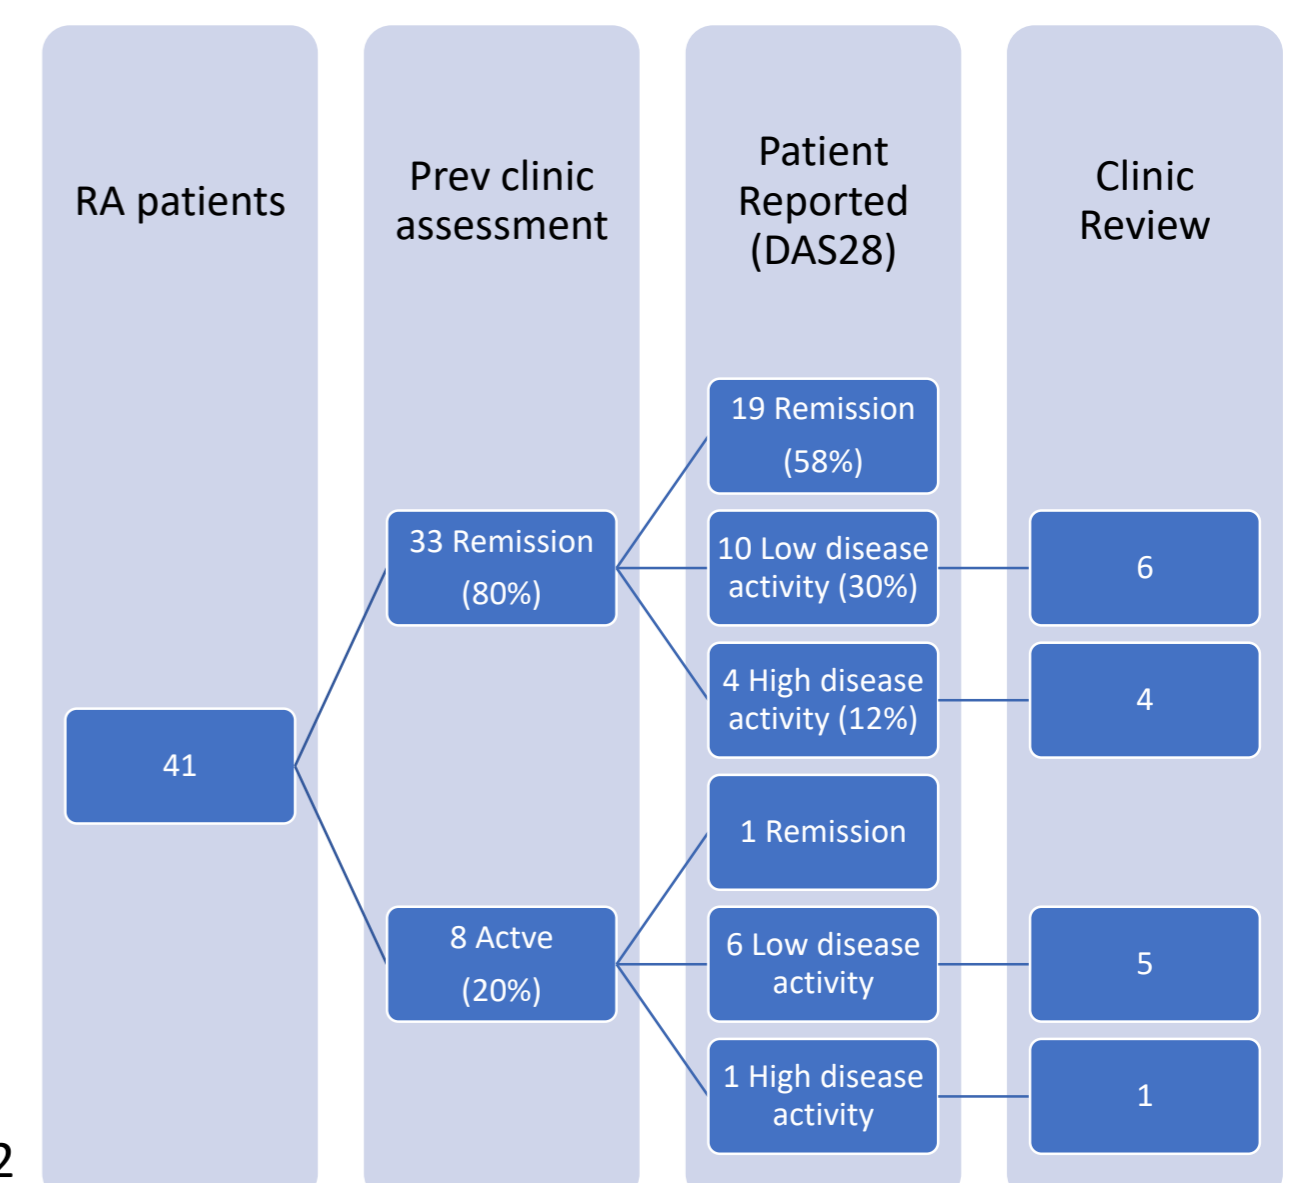 RA patients
Prev clinic
assessment
Patient
Reported
(DAS28)
Clinic
Review
41
33 Remission
(80%)
8 Actve
(20%)
19 Remission
(58%)
10 Low disease
activity (30%)
4 High disease
activity (12%)
1 Remission
6 Low disease
activity
1 High disease
activity
6
4
5
1
2